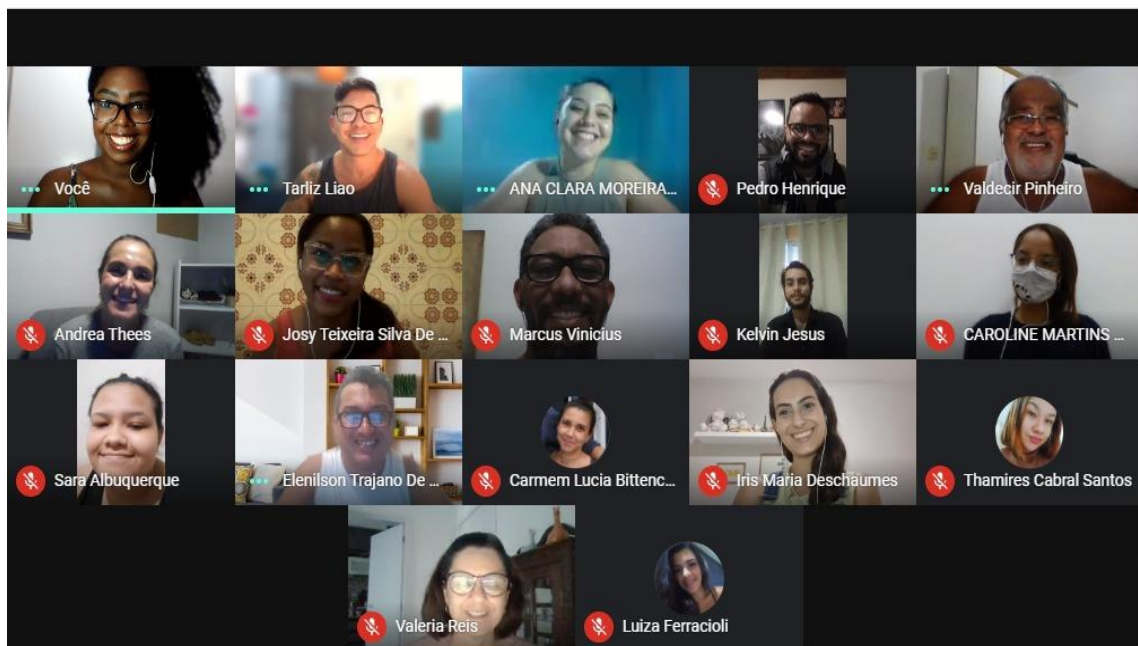 Você
Tarliz Liao
ANA CLARA MOREIRA...
Pedro Henrique
Valdecir Pinheiro
Andrea Thees
Josy Teixeira Silva De ...
Marcus Vinicius
Kelvin Jesus
CAROLINE MARTINS ...
Sara Albuquerque
Elenilson Trajano De ...
Carmem Lucia Bittenc...
Iris Maria Deschaumes
Thamires Cabral Santos
Valeria Reis
Luiza Ferracioli